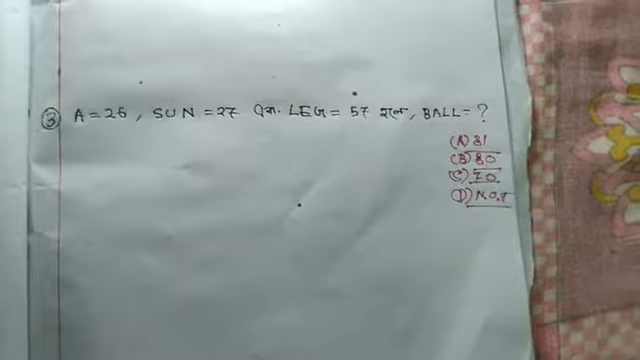 ③ A = 26, SUN = 27 এবং LEG = 57 হলে, BALL = ?
(A) 81
(B) 80
(C) 70
(D) N.O.T